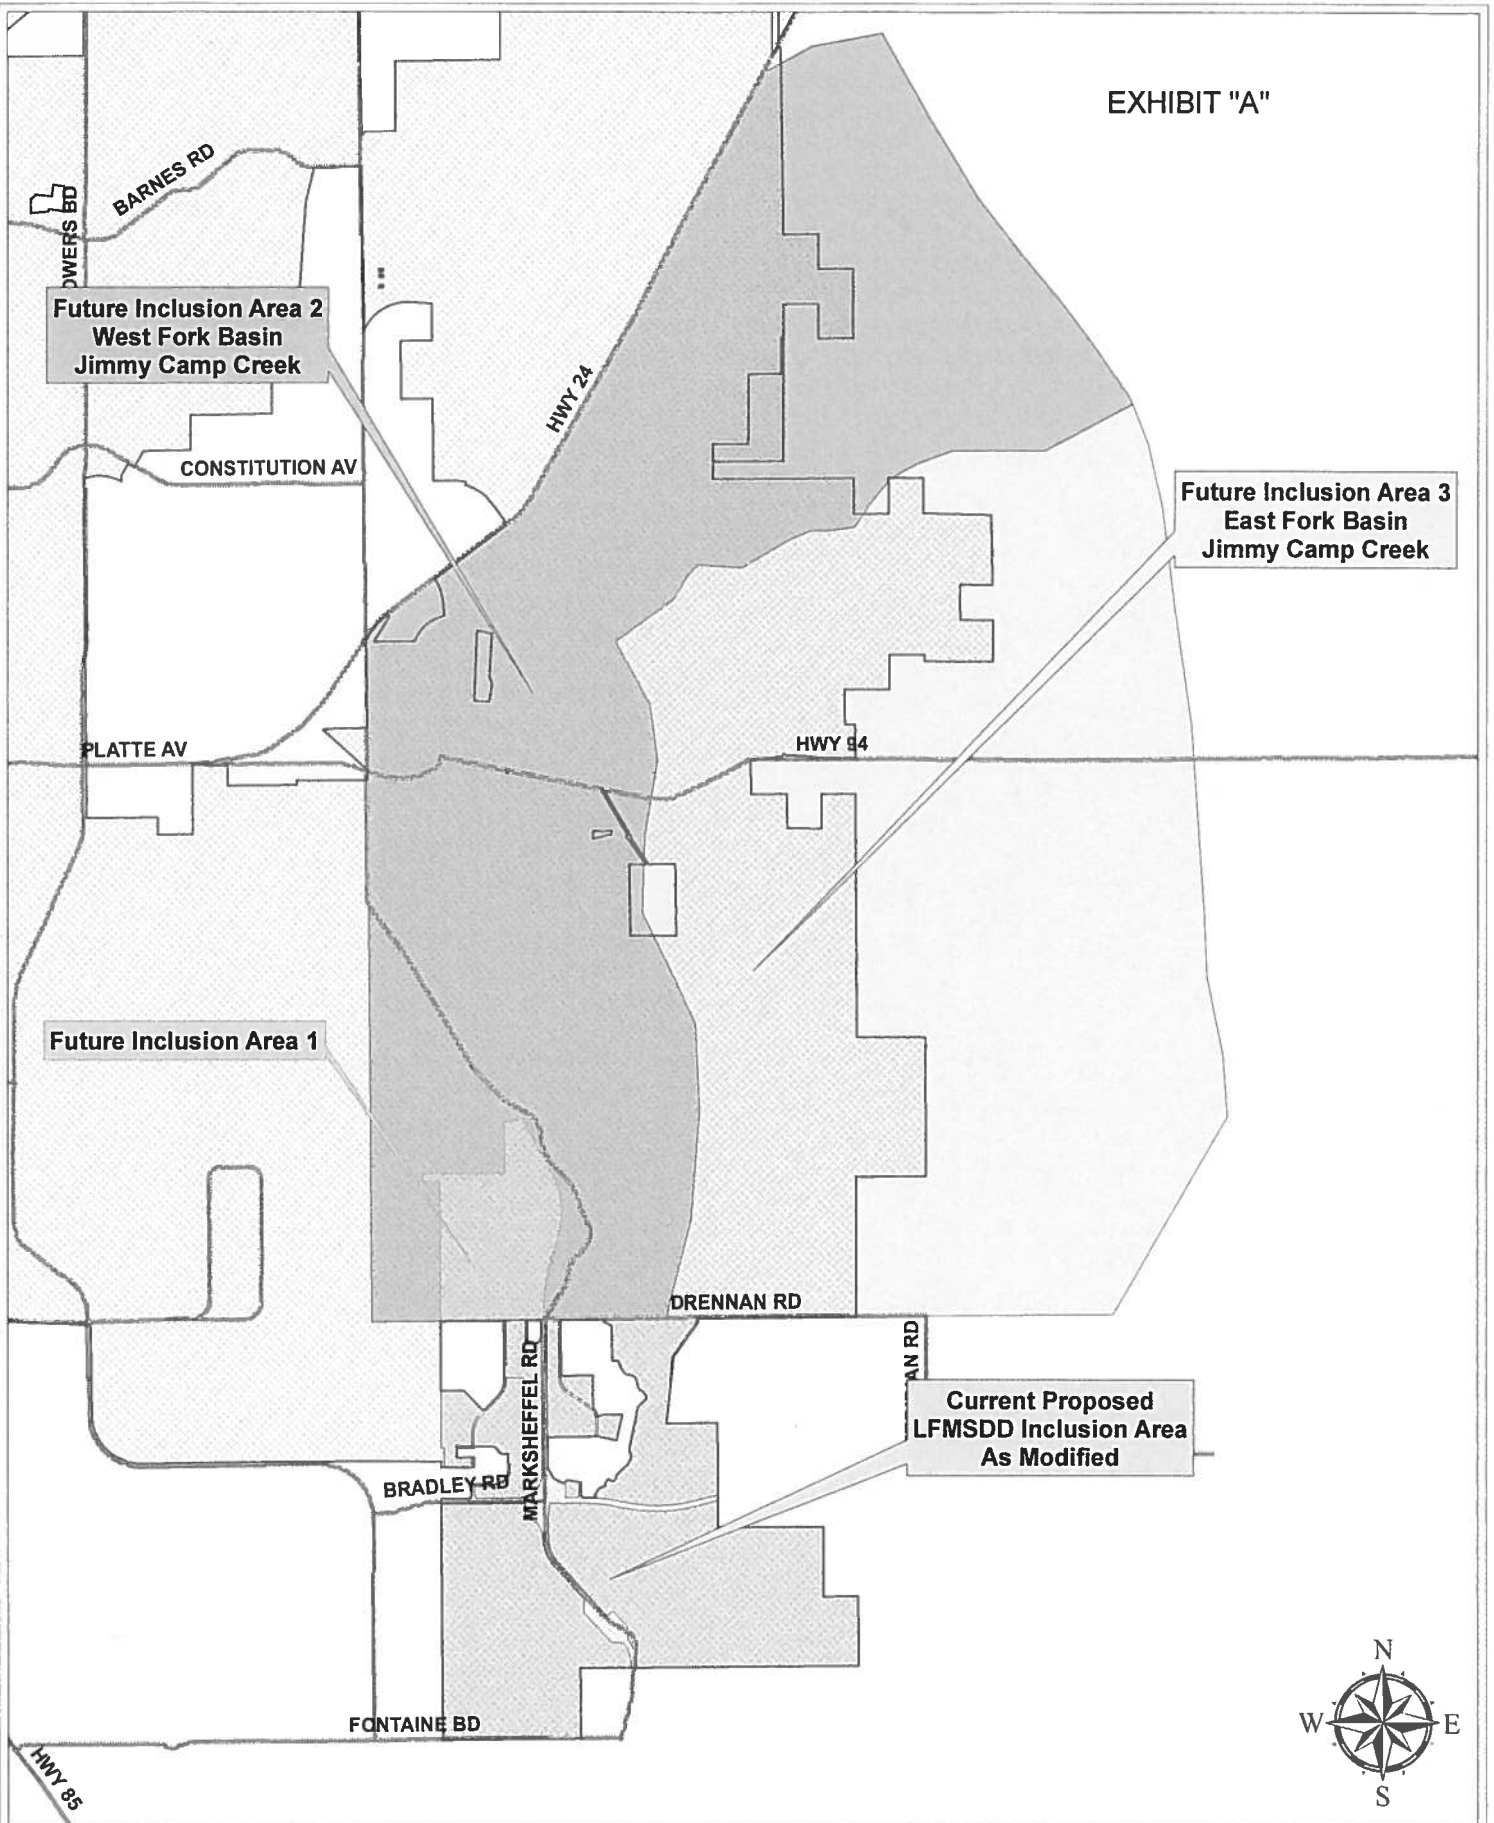 EXHIBIT "A"
BARNES RD
OWERS BD
Future Inclusion Area 2
West Fork Basin
Jimmy Camp Creek
HWY 24
CONSTITUTION AV
Future Inclusion Area 3
East Fork Basin
Jimmy Camp Creek
PLATTE AV
HWY 94
Future Inclusion Area 1
DRENNAN RD
MARKSHEFFEL RD
AN RD
Current Proposed
LFMSDD Inclusion Area
As Modified
BRADLEY RD
FONTAINE BD
HWY 85
N
W
E
S